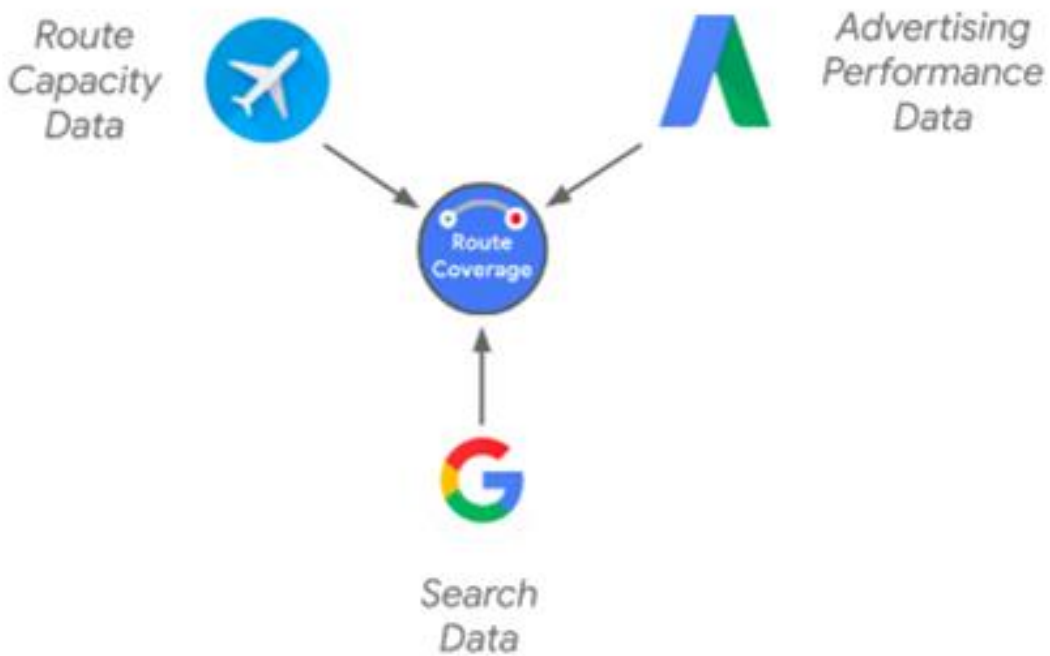 Route
Capacity
Data
Advertising
Performance
Data
Route
Coverage
Search
Data